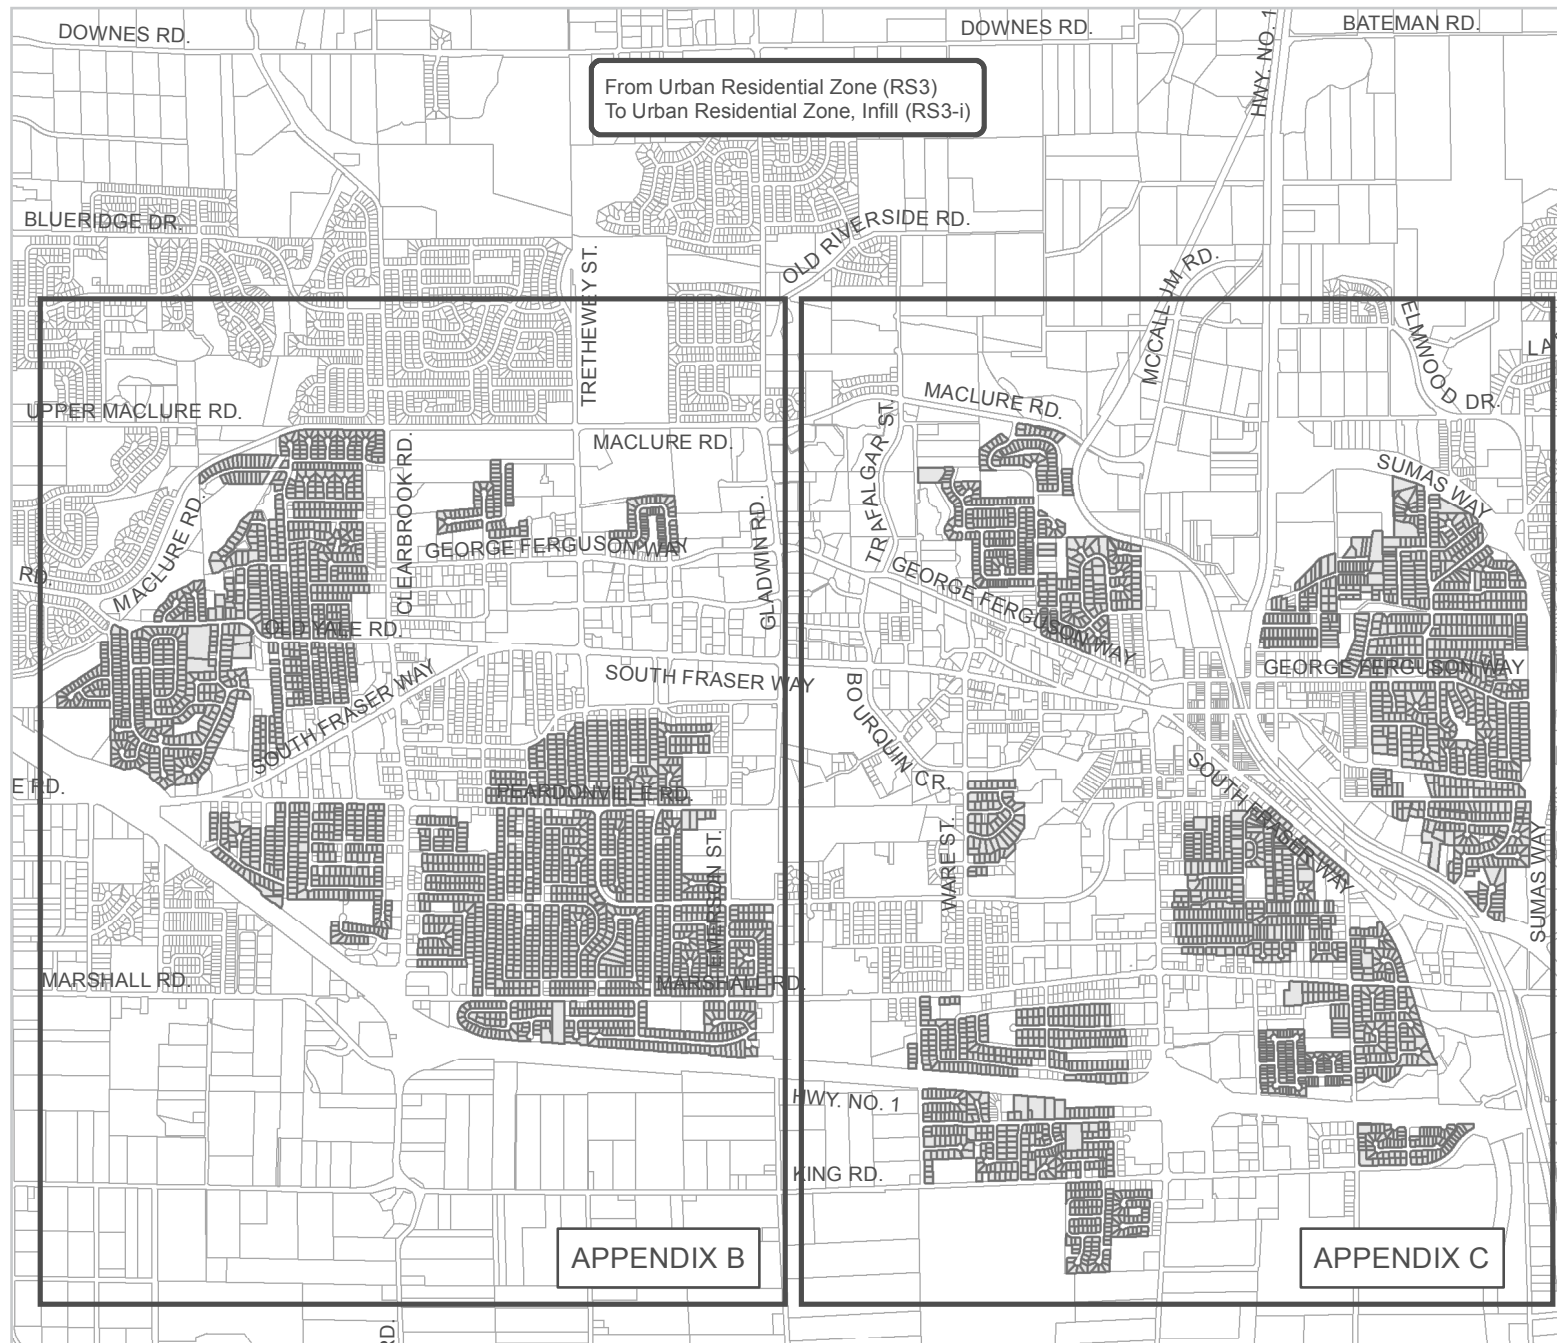 DOWNES RD.
DOWNES RD.
BATEMAN RD.
HWY. NO. 1
From Urban Residential Zone (RS3)
To Urban Residential Zone, Infill (RS3-i)
BLUERIDGE DR.
OLD RIVERSIDE RD.
TRETHEWEY ST.
MCCALLUM RD.
ELMWOOD DR.
UPPER MACLURE RD.
MACLURE RD.
MACLURE RD.
TRAFALGAR ST.
CLEARBROOK RD.
SUMAS WAY
MACLURE RD.
GLADWIN RD.
GEORGE FERGUSON WAY
GEORGE FERGUSON WAY
RD.
OLD YALE RD.
SOUTH FRASER WAY
SOUTH FRASER WAY
GEORGE FERGUSON WAY
BOURQUIN CR.
E RD.
PEARDONVILLE RD.
SOUTH FRASER WAY
WARE ST.
EMERSON ST.
SUMAS WAY
MARSHALL RD.
MARSHALL RD.
HWY. NO. 1
KING RD.
APPENDIX B
APPENDIX C
RD.